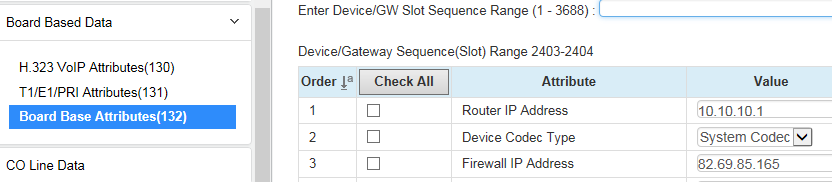 Board Based Data
H.323 VoIP Attributes(130)
T1/E1/PRI Attributes(131)
Board Base Attributes(132)
CO Line Data
Enter Device/GW Slot Sequence Range (1 - 3688) :
Device/Gateway Sequence(Slot) Range 2403-2404
Order Check All Attribute Value
1 Router IP Address 10.10.10.1
2 Device Codec Type System Codec
3 Firewall IP Address 82.69.85.165